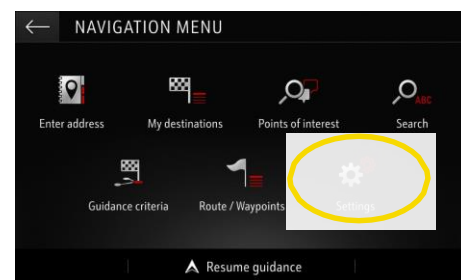 NAVIGATION MENU
Enter address My destinations Points of interest Search
ABC
Guidance criteria Route / Waypoints Settings
Resume guidance